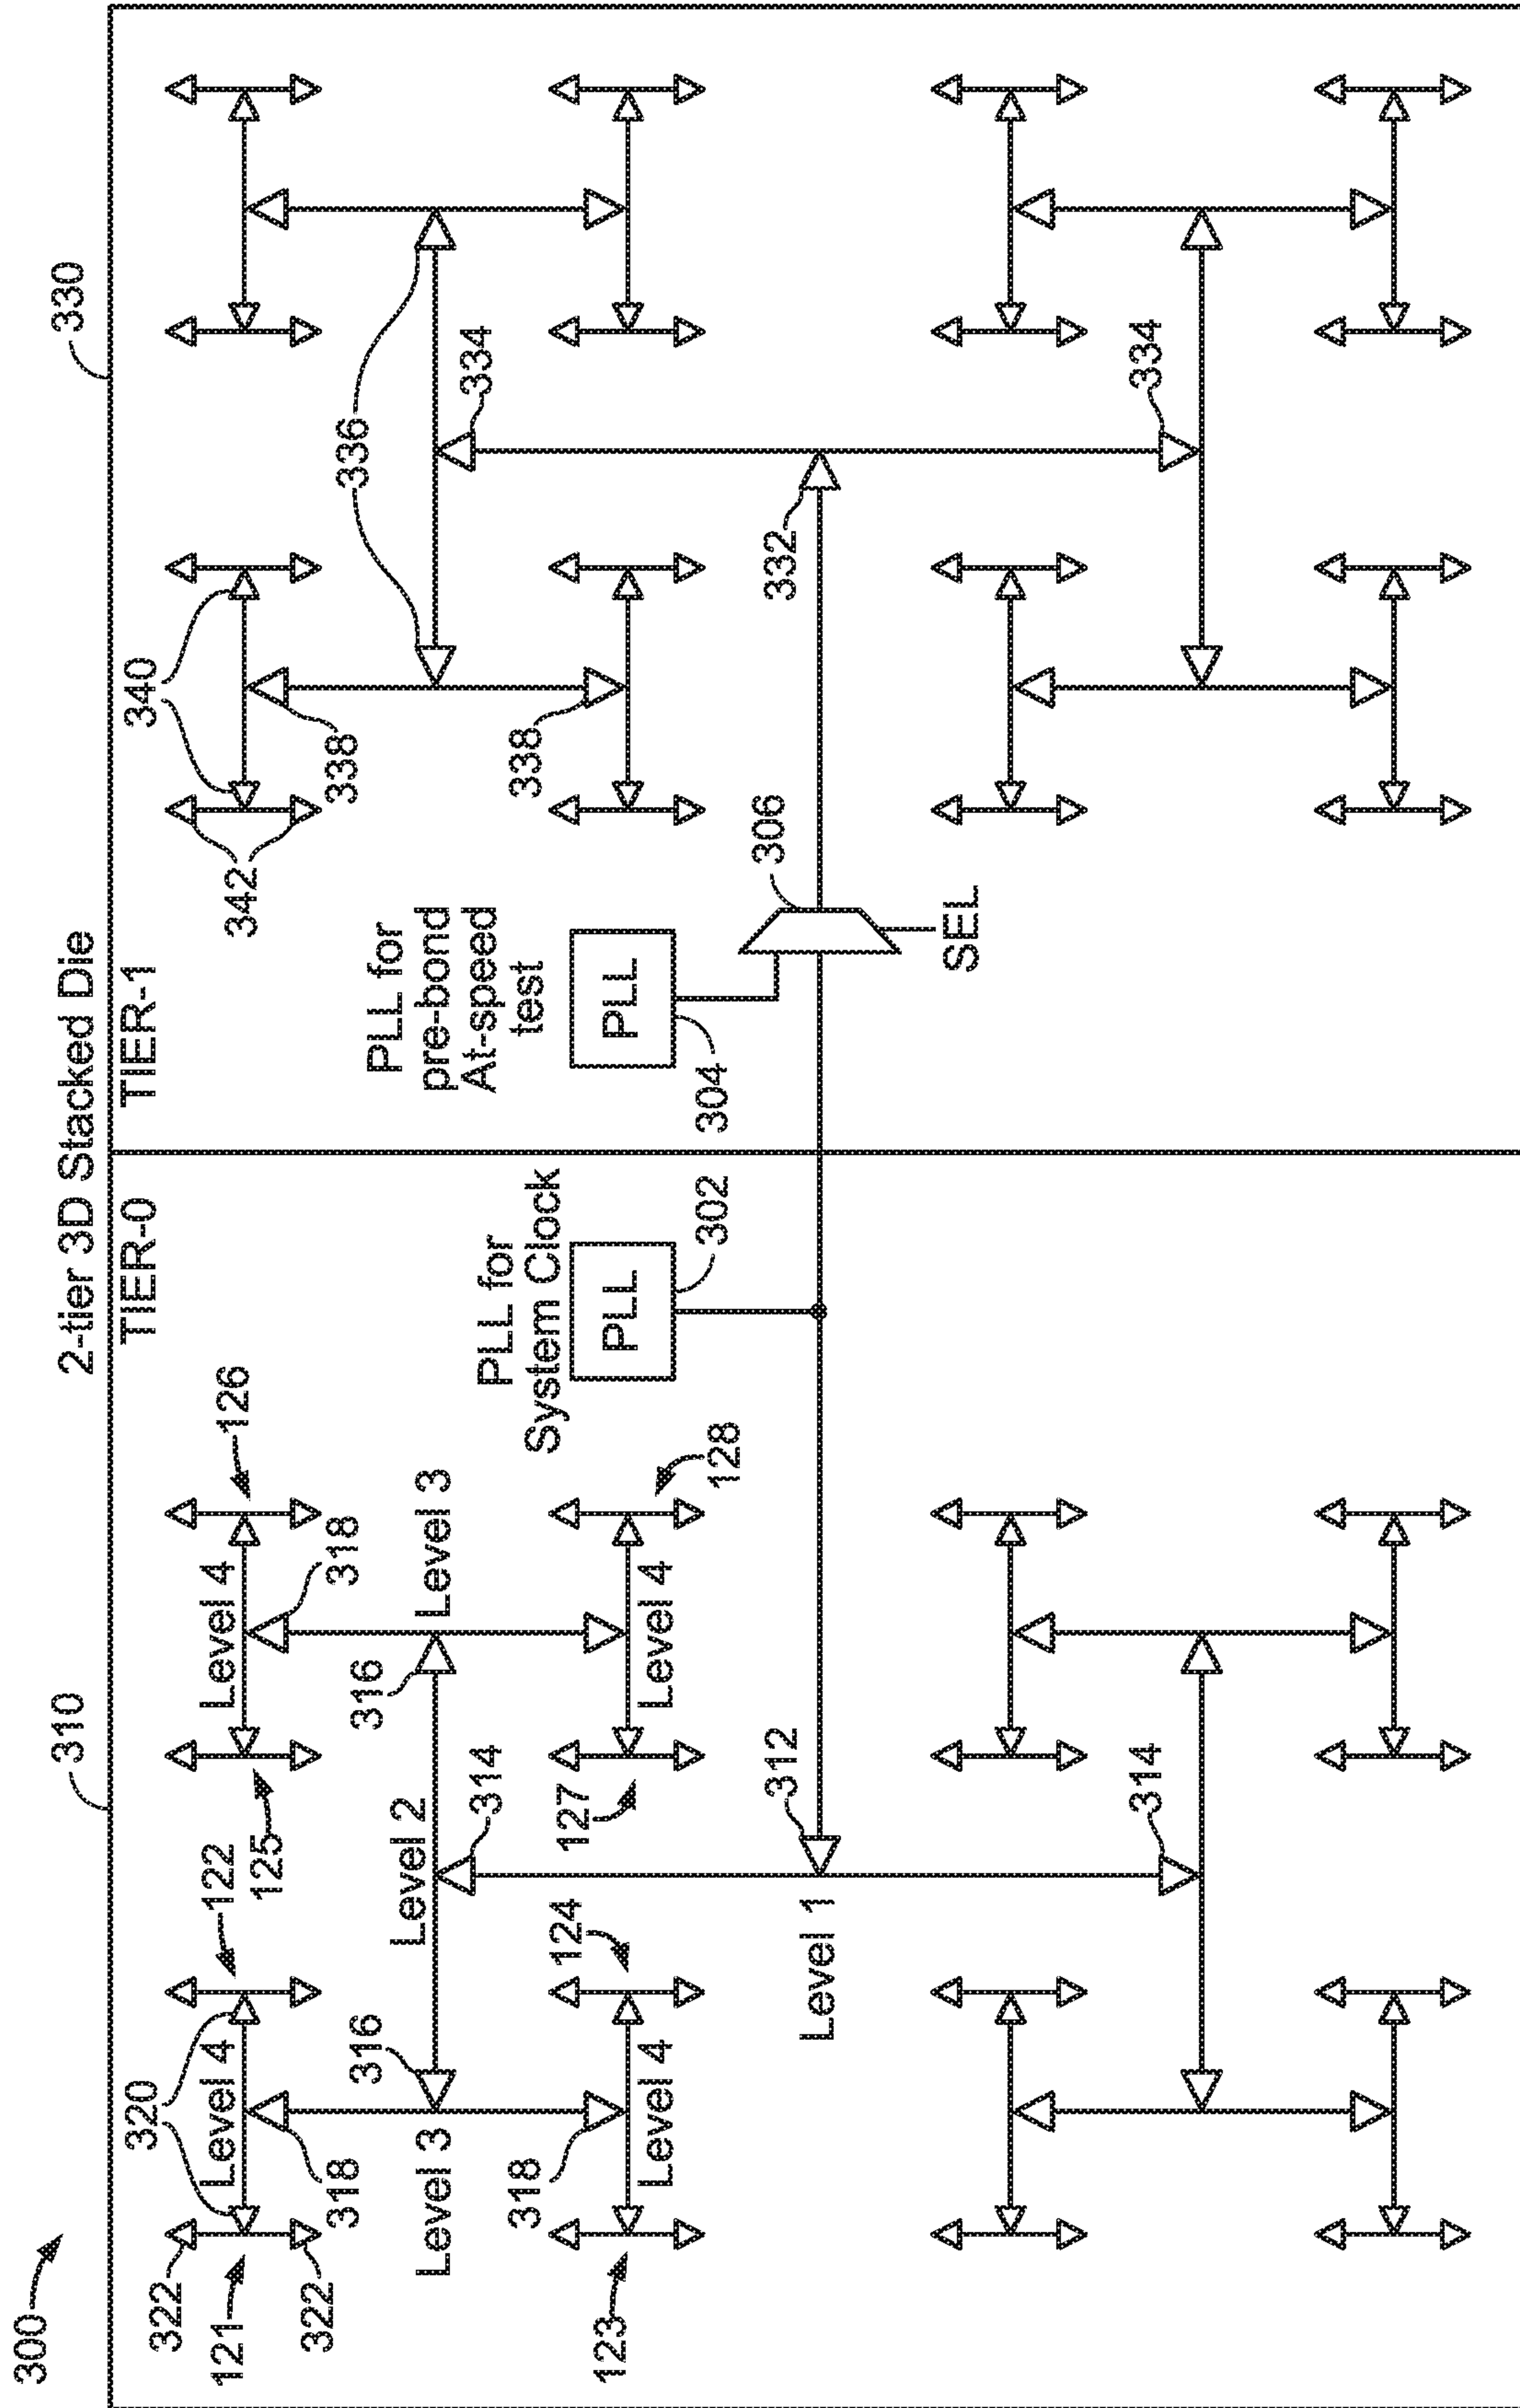 300
2-tier 3D Stacked Die
310
330
TIER-0
TIER-1
322
121
322
320
Level 4
318
122
125
Level 4
318
126
Level 3
316
Level 2
314
316
Level 3
123
318
Level 4
124
127
Level 4
128
Level 1
312
314
PLL for
System Clock
PLL
302
PLL for
pre-bond
At-speed
test
PLL
304
306
SEL
342
340
338
338
336
334
332
334